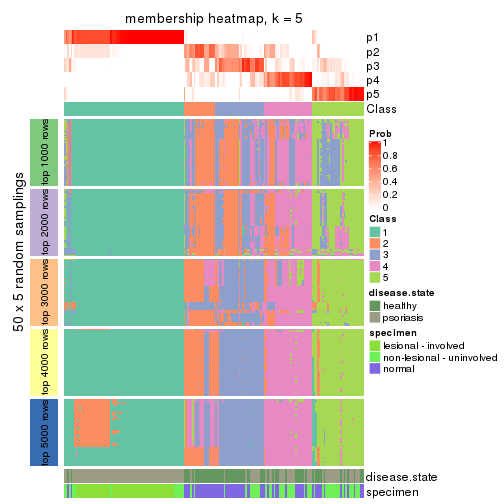 membership heatmap, k = 5
p1
p2
p3
p4
p5
Class
50 x 5 random samplings
top 1000 rows
top 2000 rows
top 3000 rows
top 4000 rows
top 5000 rows
Prob
1
0.8
0.6
0.4
0.2
0
Class
1
2
3
4
5
disease.state
healthy
psoriasis
specimen
lesional - involved
non-lesional - uninvolved
normal
disease.state
specimen